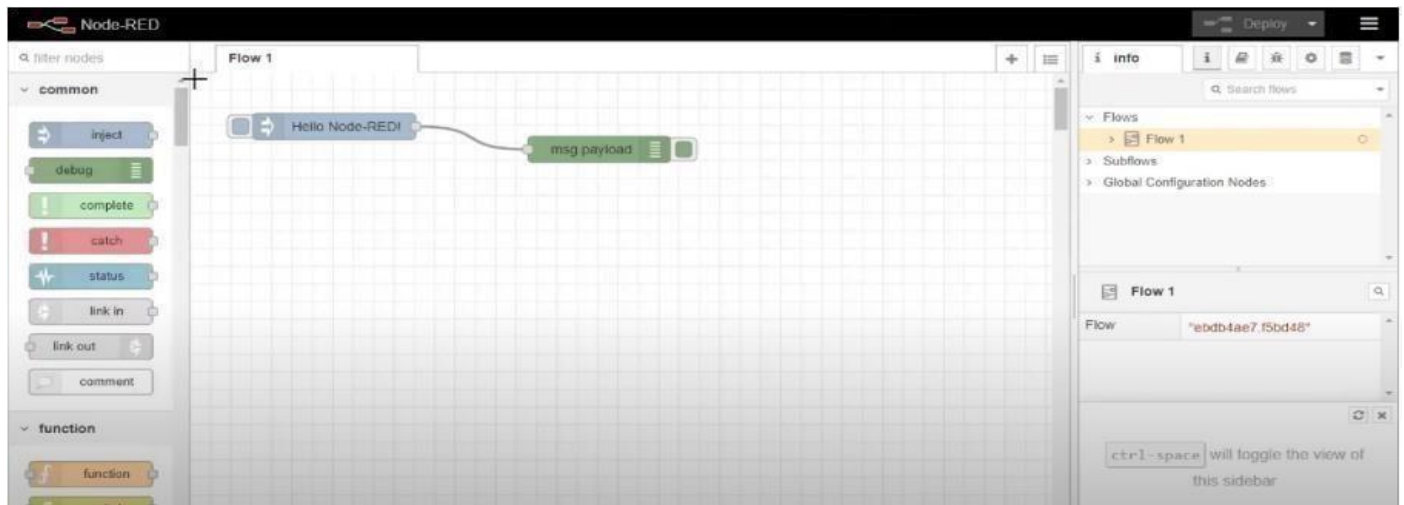 Node-RED
Deploy
filter nodes
Flow 1
info
common
Search flows
inject
Hello Node-RED!
msg.payload
Flows
Flow 1
Subflows
Global Configuration Nodes
debug
complete
catch
status
link in
link out
comment
Flow 1
Flow
"ebdb4ae7.f5bd48"
function
function
ctrl-space will toggle the view of
this sidebar